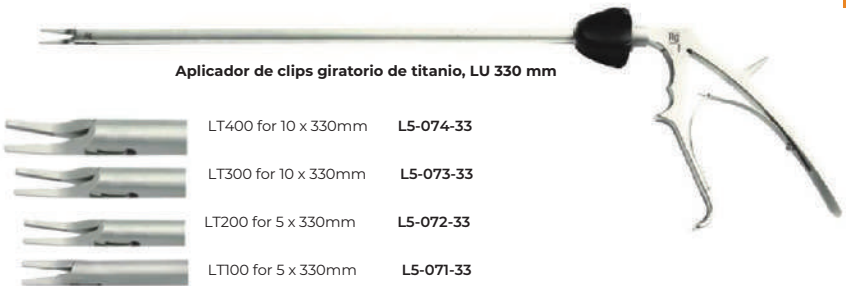 Aplicador de clips giratorio de titanio, LU 330 mm
LT400 for 10 x 330mm L5-074-33
LT300 for 10 x 330mm L5-073-33
LT200 for 5 x 330mm L5-072-33
LT100 for 5 x 330mm L5-071-33